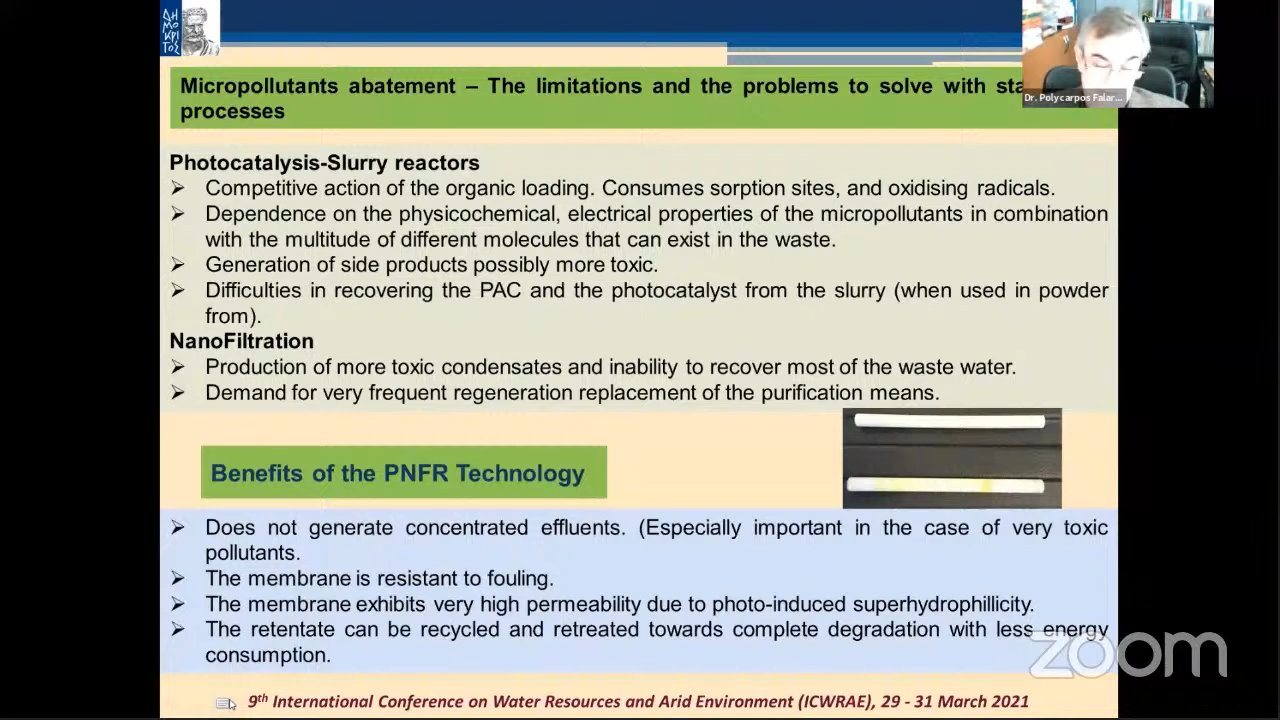 ΔΗ
ΜΟ
ΚΡΙ
ΤΟΣ
Micropollutants abatement – The limitations and the problems to solve with
processes
Dr. Polycarpos Falar...
Photocatalysis-Slurry reactors
➢ Competitive action of the organic loading. Consumes sorption sites, and oxidising radicals.
➢ Dependence on the physicochemical, electrical properties of the micropollutants in combination
with the multitude of different molecules that can exist in the waste.
➢ Generation of side products possibly more toxic.
➢ Difficulties in recovering the PAC and the photocatalyst from the slurry (when used in powder
from).
NanoFiltration
➢ Production of more toxic condensates and inability to recover most of the waste water.
➢ Demand for very frequent regeneration replacement of the purification means.
Benefits of the PNFR Technology
➢ Does not generate concentrated effluents. (Especially important in the case of very toxic
pollutants.
➢ The membrane is resistant to fouling.
➢ The membrane exhibits very high permeability due to photo-induced superhydrophillicity.
➢ The retentate can be recycled and retreated towards complete degradation with less energy
consumption.
zoom
9th International Conference on Water Resources and Arid Environment (ICWRAE), 29 - 31 March 2021